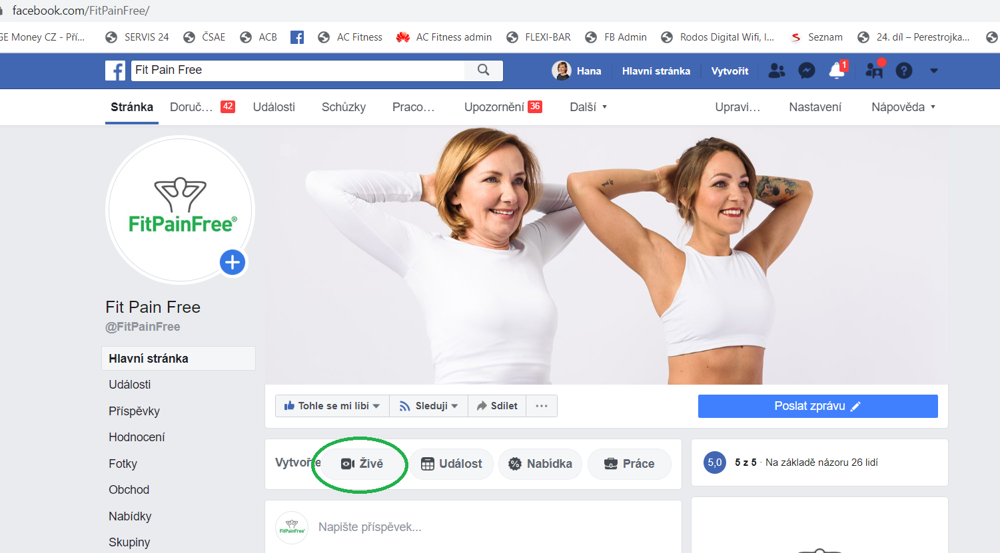 facebook.com/FitPainFree/
GE Money CZ - Pří... SERVIS 24 ČSAE ACB AC Fitness AC Fitness admin FLEXI-BAR FB Admin Rodos Digital Wifi, I... Seznam 24. díl – Perestrojka...
Fit Pain Free Hana Hlavní stránka Vytvořit 1
Stránka Doruč... 42 Události Schůzky Praco... Upozornění 36 Další Upravi... Nastavení Nápověda
FitPainFree®
Fit Pain Free
@FitPainFree
Hlavní stránka
Události
Příspěvky
Hodnocení
Fotky
Obchod
Nabídky
Skupiny
Tohle se mi líbí Sleduji Sdílet ... Poslat zprávu
Vytvořte Živě Událost Nabídka Práce
5,0 5 z 5 · Na základě názoru 26 lidí
FitPainFree Napište příspěvek...